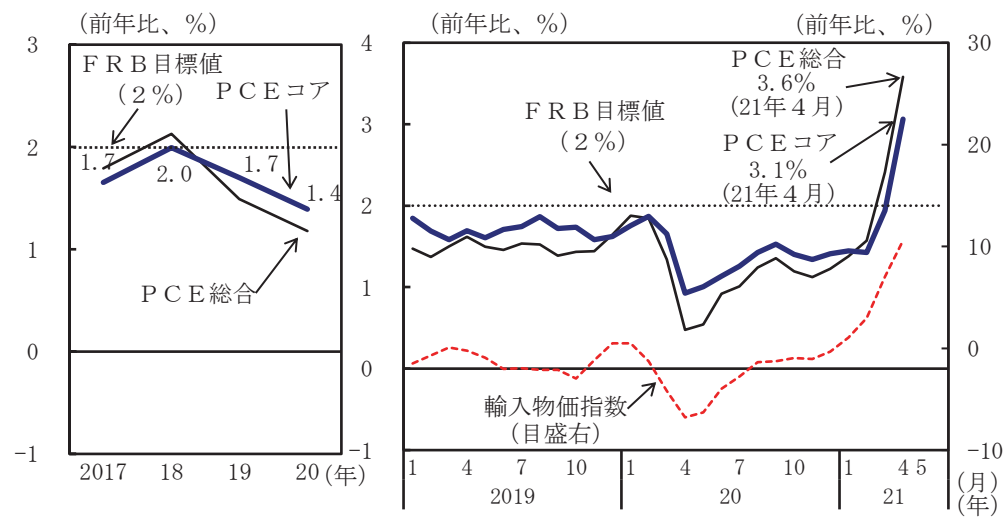 (前年比、%)
3
2
1
0
-1
FRB目標値
(2%)
PCEコア
1.7
2.0
1.7
1.4
PCE総合
2017 18 19 20 (年)
(前年比、%)
(前年比、%)
4
3
2
1
0
-1
30
20
10
0
-10
FRB目標値
(2%)
PCE総合
3.6%
(21年4月)
PCEコア
3.1%
(21年4月)
輸入物価指数
(目盛右)
1 4 7 10 1 4 7 10 1 4 5 (月)
2019 20 21 (年)